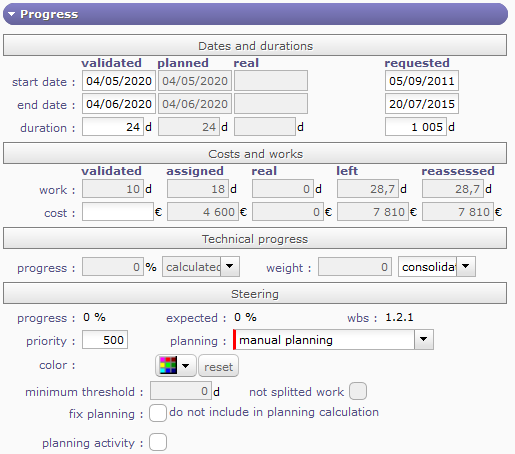 Progress
Dates and durations
validated planned real requested
start date : 04/05/2020 04/05/2020 05/09/2011
end date : 04/06/2020 04/06/2020 20/07/2015
duration : 24 d 24 d d 1 005 d
Costs and works
validated assigned real left reassessed
work : 10 d 18 d 0 d 28,7 d 28,7 d
cost : € 4 600 € 0 € 7 810 € 7 810 €
Technical progress
progress : 0 % calculated weight : 0 consolidat
Steering
progress : 0 % expected : 0 % wbs : 1.2.1
priority : 500 planning : manual planning
color : reset
minimum threshold : 0 d not splitted work
fix planning : do not include in planning calculation
planning activity :